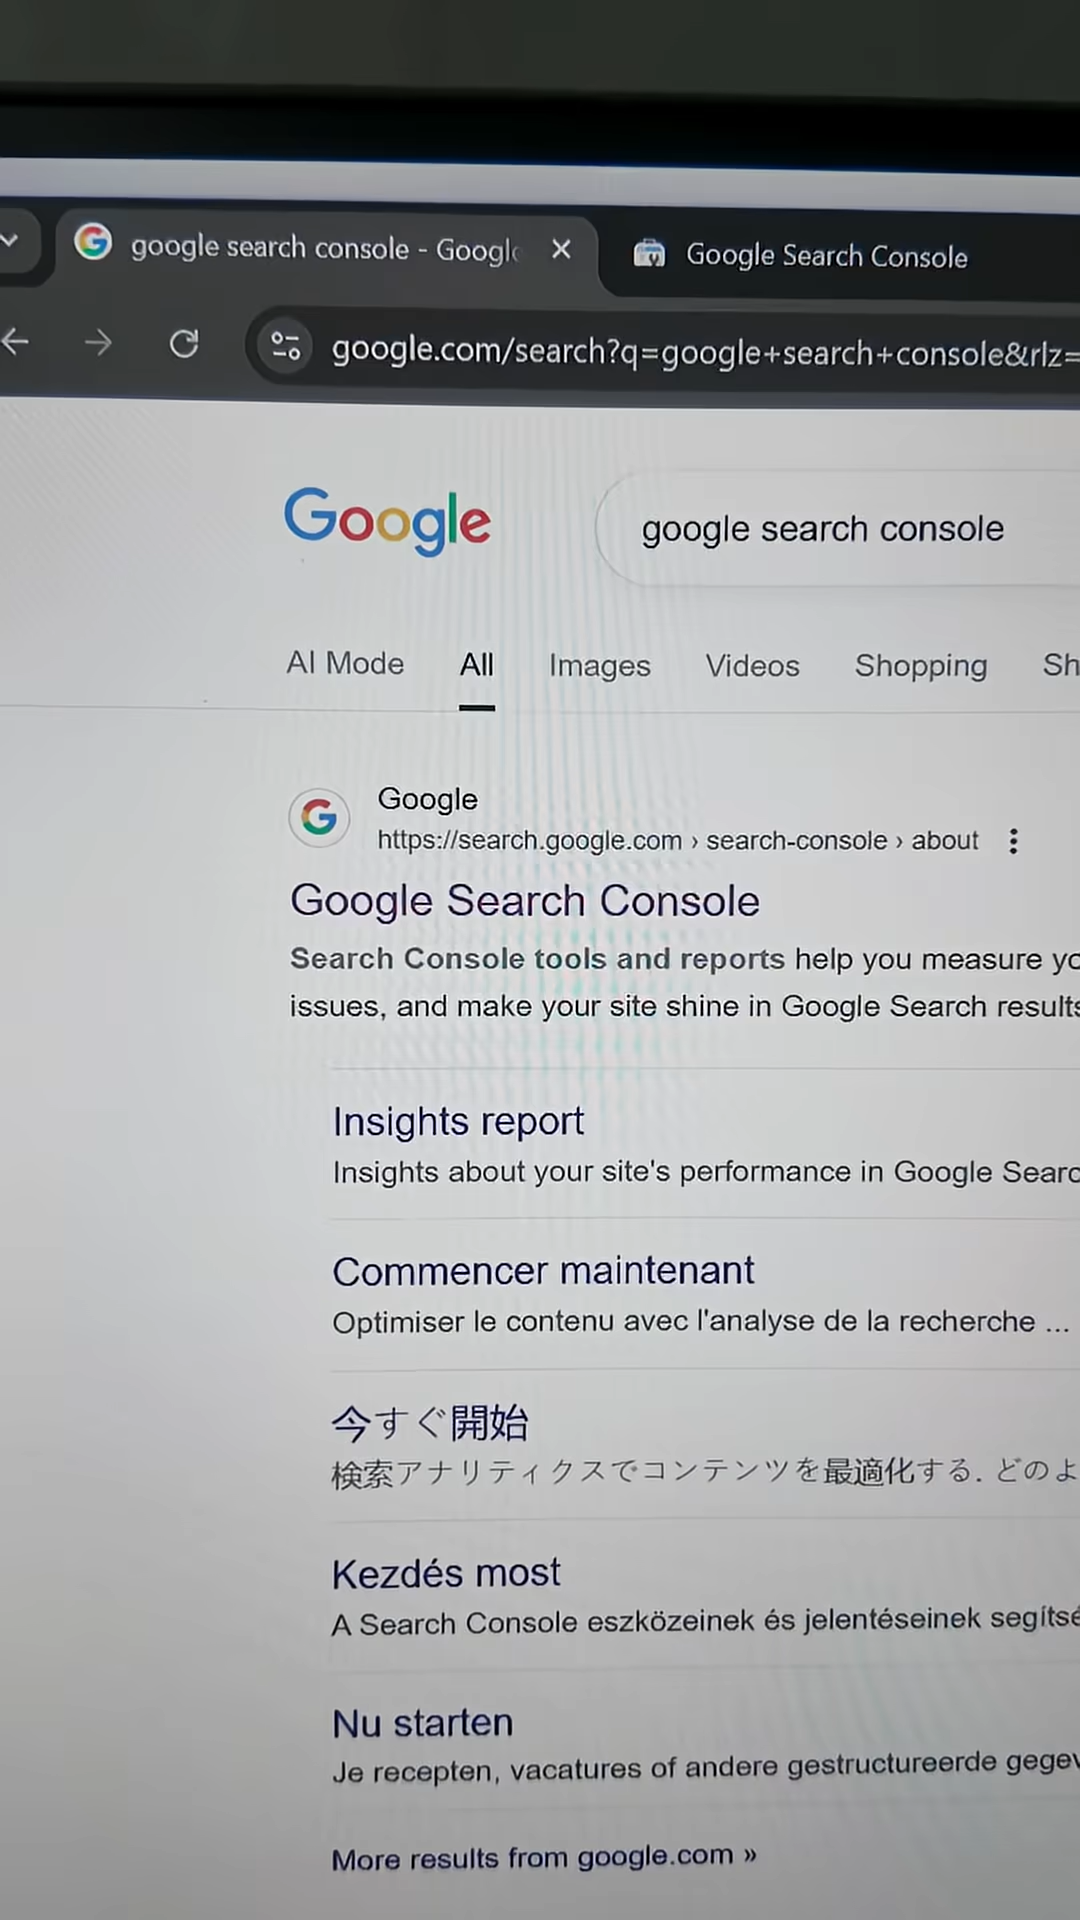 google search console - Google
Google Search Console
google.com/search?q=google+search+console&rlz=
Google
google search console
AI Mode All Images Videos Shopping Sh
Google
https://search.google.com › search-console › about
Google Search Console
Search Console tools and reports help you measure yo
issues, and make your site shine in Google Search results
Insights report
Insights about your site's performance in Google Searc
Commencer maintenant
Optimiser le contenu avec l'analyse de la recherche ...
今すぐ開始
検索アナリティクスでコンテンツを最適化する. どのよ
Kezdés most
A Search Console eszközeinek és jelentéseinek segítsé
Nu starten
Je recepten, vacatures of andere gestructureerde gegev
More results from google.com »